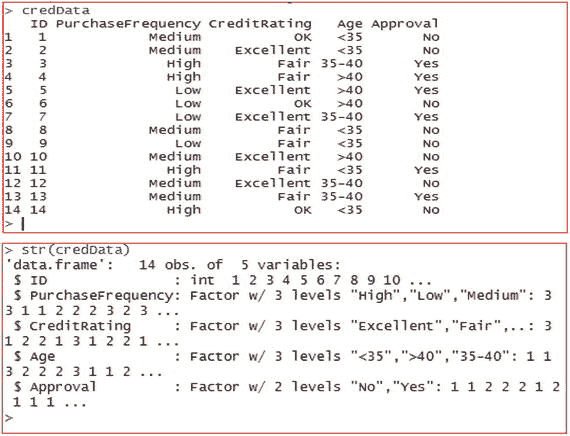 > credData
ID PurchaseFrequency CreditRating Age Approval
1 1 Medium OK <35 No
2 2 Medium Excellent <35 No
3 3 High Fair 35-40 Yes
4 4 High Fair >40 Yes
5 5 Low Excellent >40 Yes
6 6 Low OK >40 No
7 7 Low Excellent 35-40 Yes
8 8 Medium Fair <35 No
9 9 Low Fair <35 No
10 10 Medium Excellent >40 No
11 11 High Fair <35 Yes
12 12 Medium Excellent 35-40 No
13 13 Medium Fair 35-40 Yes
14 14 High OK <35 No
> |
> str(credData)
'data.frame': 14 obs. of 5 variables:
$ ID : int 1 2 3 4 5 6 7 8 9 10 ...
$ PurchaseFrequency: Factor w/ 3 levels "High","Low","Medium": 3
3 1 1 2 2 2 3 2 3 ...
$ CreditRating : Factor w/ 3 levels "Excellent","Fair",..: 3
1 2 2 1 3 1 2 2 1 ...
$ Age : Factor w/ 3 levels "<35",">40","35-40": 1 1
3 2 2 2 3 1 1 2 ...
$ Approval : Factor w/ 2 levels "No","Yes": 1 1 2 2 2 1 2
1 1 1 ...
>